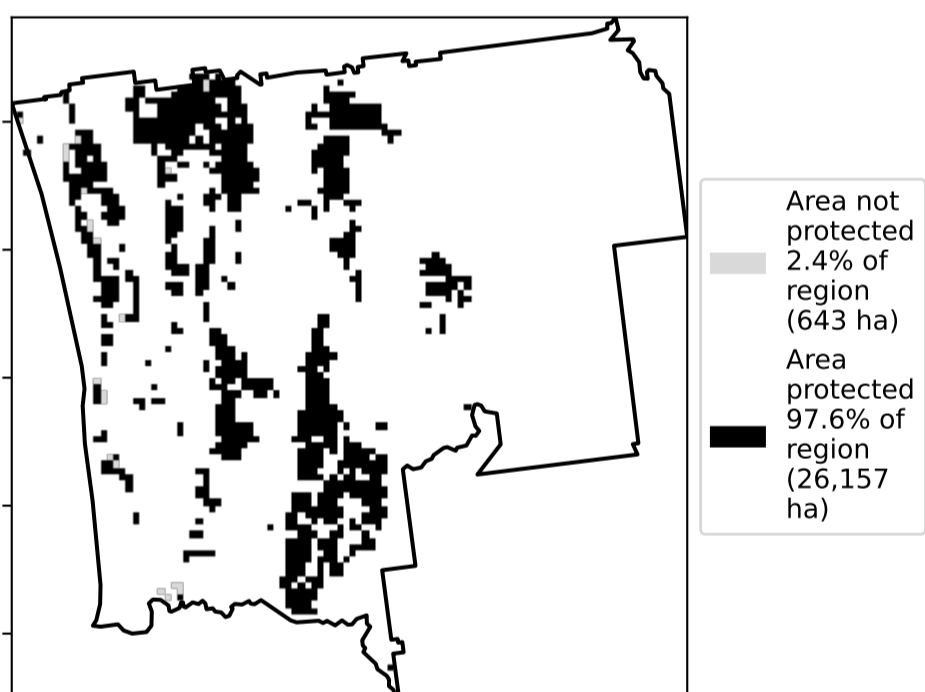 Area not
protected
2.4% of
region
(643 ha)
Area
protected
97.6% of
region
(26,157
ha)